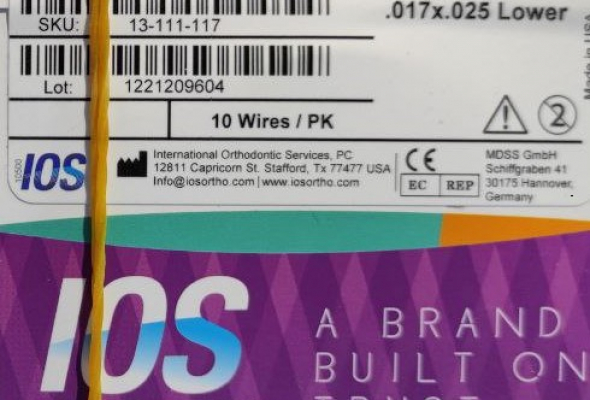 .017x.025 Lower
SKU: 13-111-117
Made in USA
Lot: 1221209604
10 Wires / PK
2
10500
IOS
International Orthodontic Services, PC
12811 Capricorn St. Stafford, Tx 77477 USA
Info@iosortho.com | www.iosortho.com
CE
EC REP
MDSS GmbH
Schiffgraben 41
30175 Hannover,
Germany
IOS
A BRAND
BUILT ON
TRUST